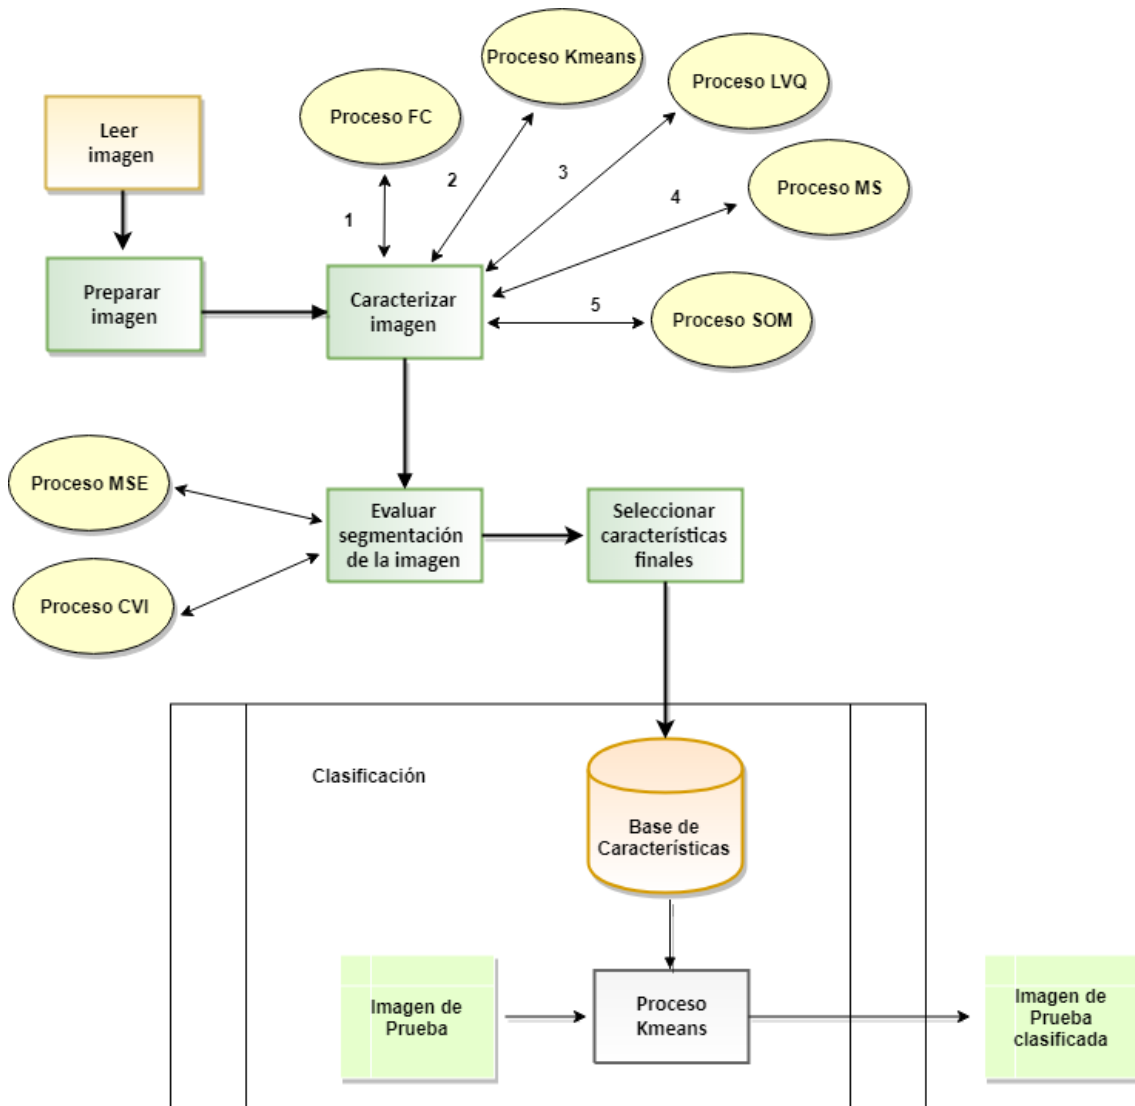 Proceso Kmeans
Proceso LVQ
Proceso FC
Leer
imagen
2
3
Proceso MS
4
1
Preparar
imagen
Caracterizar
imagen
5
Proceso SOM
Proceso MSE
Evaluar
segmentación
de la imagen
Seleccionar
características
finales
Proceso CVI
Clasificación
Base de
Características
Imagen de
Prueba
Proceso
Kmeans
Imagen de
Prueba
clasificada